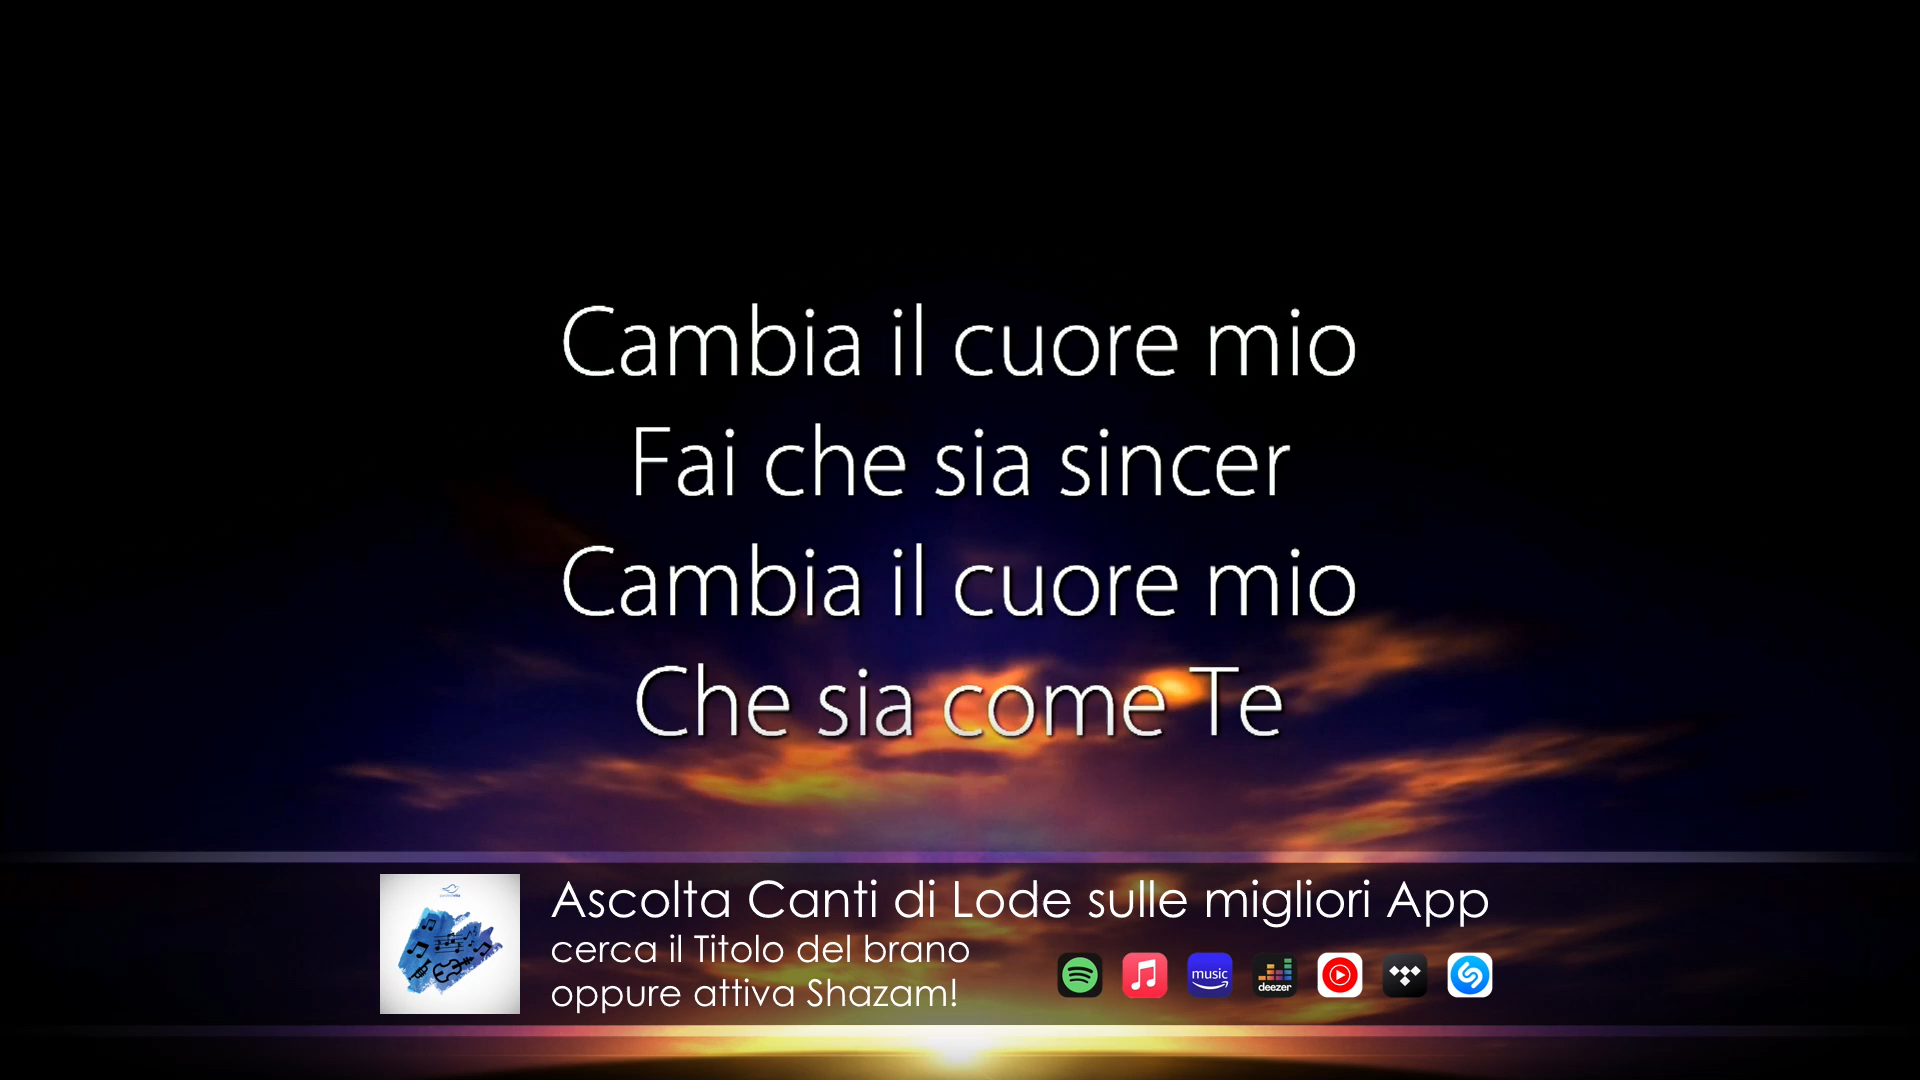 Cambia il cuore mio
Fai che sia sincer
Cambia il cuore mio
Che sia come Te
Ascolta Canti di Lode sulle migliori App
cerca il Titolo del brano
oppure attiva Shazam!
music
deezer